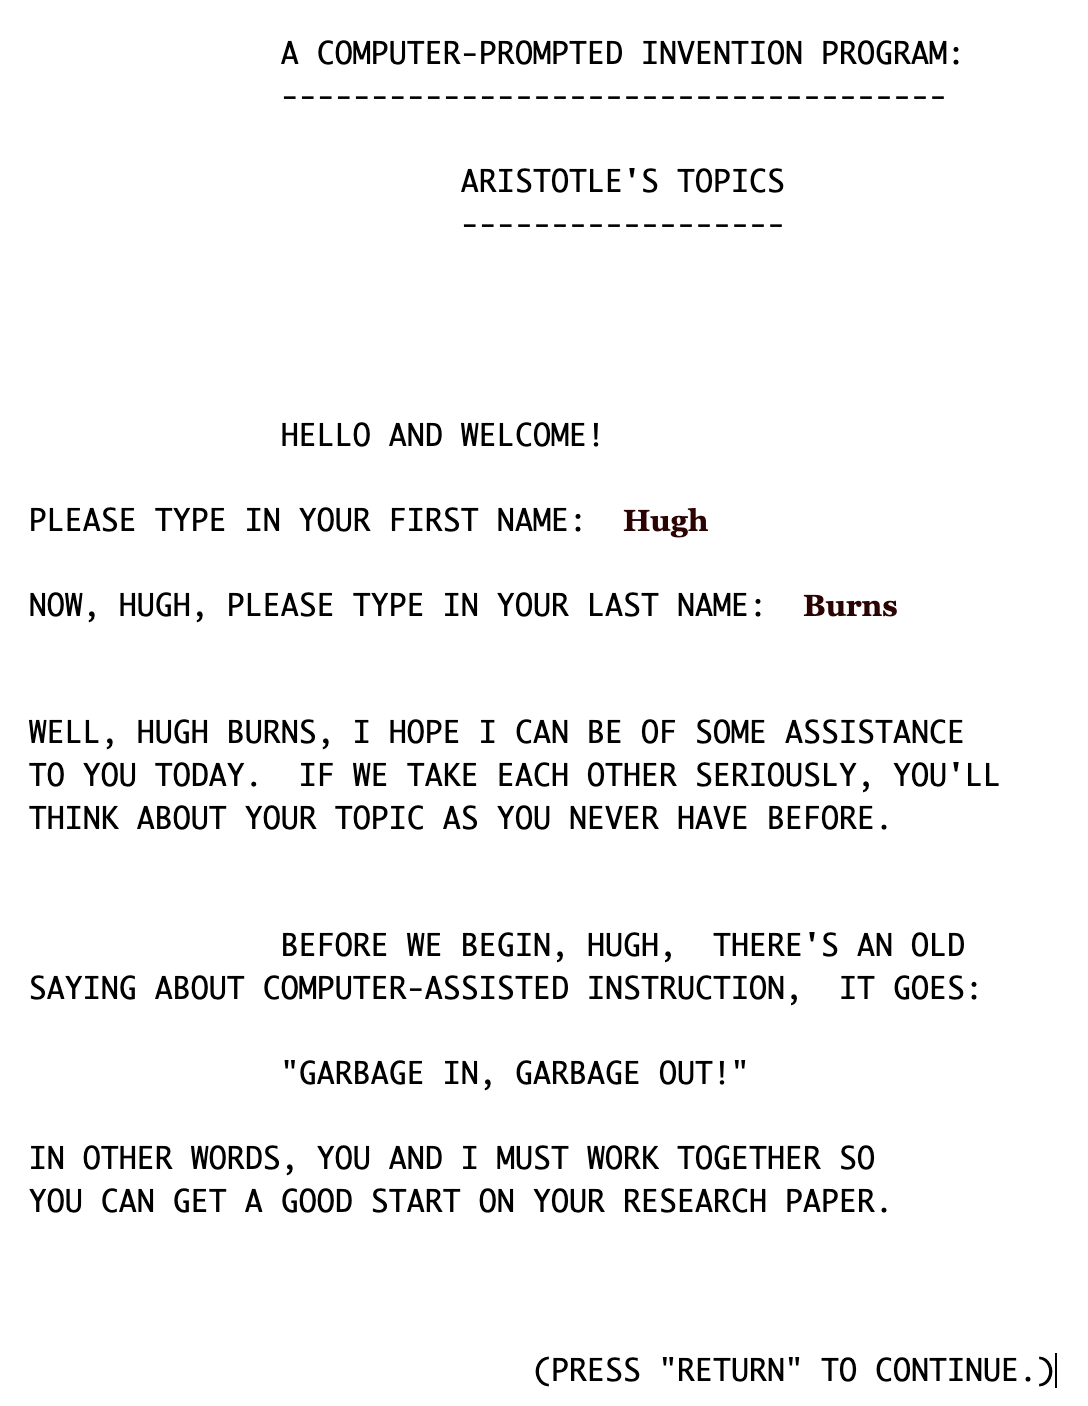 A COMPUTER-PROMPTED INVENTION PROGRAM:
-------------------------------------
ARISTOTLE'S TOPICS
------------------
HELLO AND WELCOME!
PLEASE TYPE IN YOUR FIRST NAME:  Hugh
NOW, HUGH, PLEASE TYPE IN YOUR LAST NAME:  Burns
WELL, HUGH BURNS, I HOPE I CAN BE OF SOME ASSISTANCE
TO YOU TODAY.  IF WE TAKE EACH OTHER SERIOUSLY, YOU'LL
THINK ABOUT YOUR TOPIC AS YOU NEVER HAVE BEFORE.
BEFORE WE BEGIN, HUGH,  THERE'S AN OLD
SAYING ABOUT COMPUTER-ASSISTED INSTRUCTION,  IT GOES:
"GARBAGE IN, GARBAGE OUT!"
IN OTHER WORDS, YOU AND I MUST WORK TOGETHER SO
YOU CAN GET A GOOD START ON YOUR RESEARCH PAPER.
(PRESS "RETURN" TO CONTINUE.)